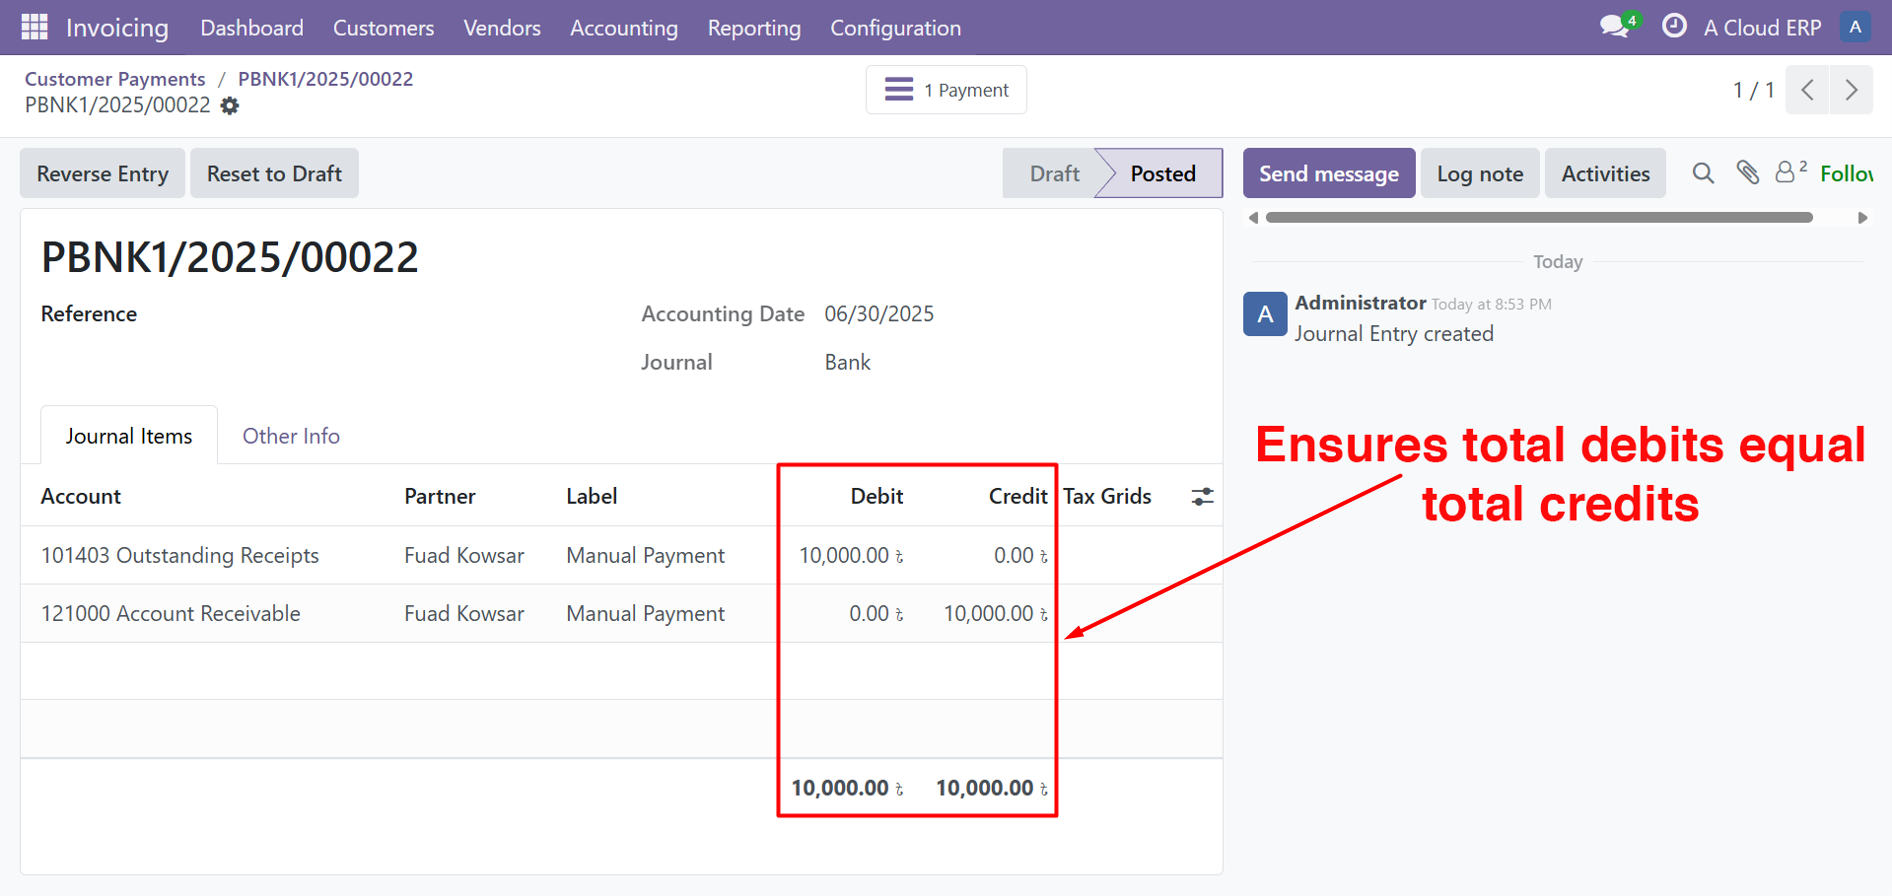 Invoicing Dashboard Customers Vendors Accounting Reporting Configuration 4 A Cloud ERP A
Customer Payments / PBNK1/2025/00022
PBNK1/2025/00022
1 Payment
1 / 1
Reverse Entry Reset to Draft Draft Posted Send message Log note Activities 2 Follow
PBNK1/2025/00022
Reference
Accounting Date 06/30/2025
Journal Bank
Today
A Administrator Today at 8:53 PM
Journal Entry created
Journal Items Other Info
Account Partner Label Debit Credit Tax Grids
101403 Outstanding Receipts Fuad Kowsar Manual Payment 10,000.00 ৳ 0.00 ৳
121000 Account Receivable Fuad Kowsar Manual Payment 0.00 ৳ 10,000.00 ৳
10,000.00 ৳ 10,000.00 ৳
Ensures total debits equal
total credits